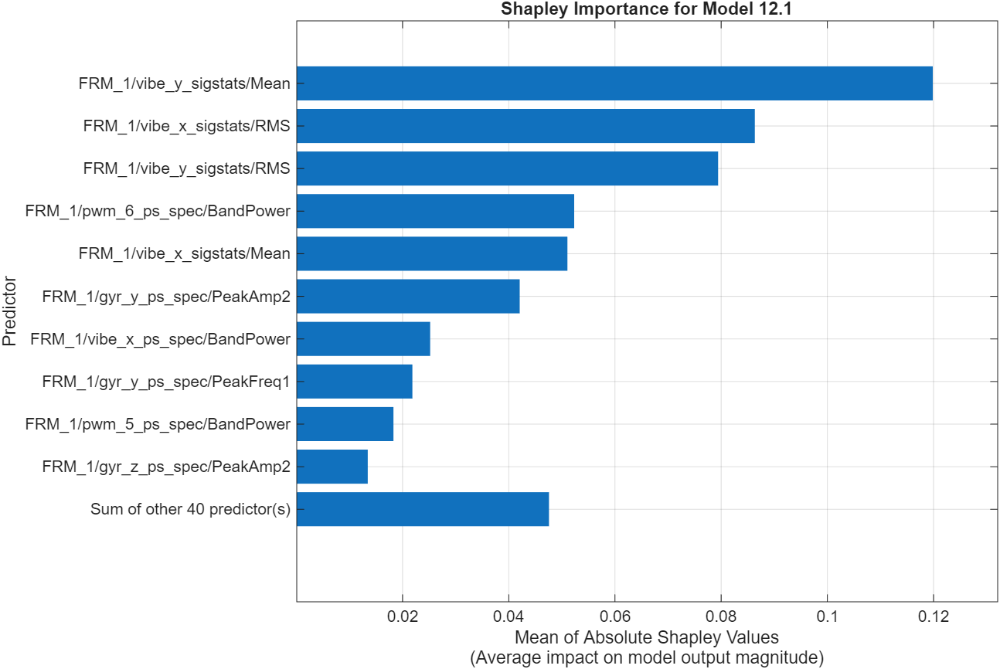 Shapley Importance for Model 12.1
Predictor
FRM_1/vibe_y_sigstats/Mean
FRM_1/vibe_x_sigstats/RMS
FRM_1/vibe_y_sigstats/RMS
FRM_1/pwm_6_ps_spec/BandPower
FRM_1/vibe_x_sigstats/Mean
FRM_1/gyr_y_ps_spec/PeakAmp2
FRM_1/vibe_x_ps_spec/BandPower
FRM_1/gyr_y_ps_spec/PeakFreq1
FRM_1/pwm_5_ps_spec/BandPower
FRM_1/gyr_z_ps_spec/PeakAmp2
Sum of other 40 predictor(s)
0.02 0.04 0.06 0.08 0.1 0.12
Mean of Absolute Shapley Values
(Average impact on model output magnitude)